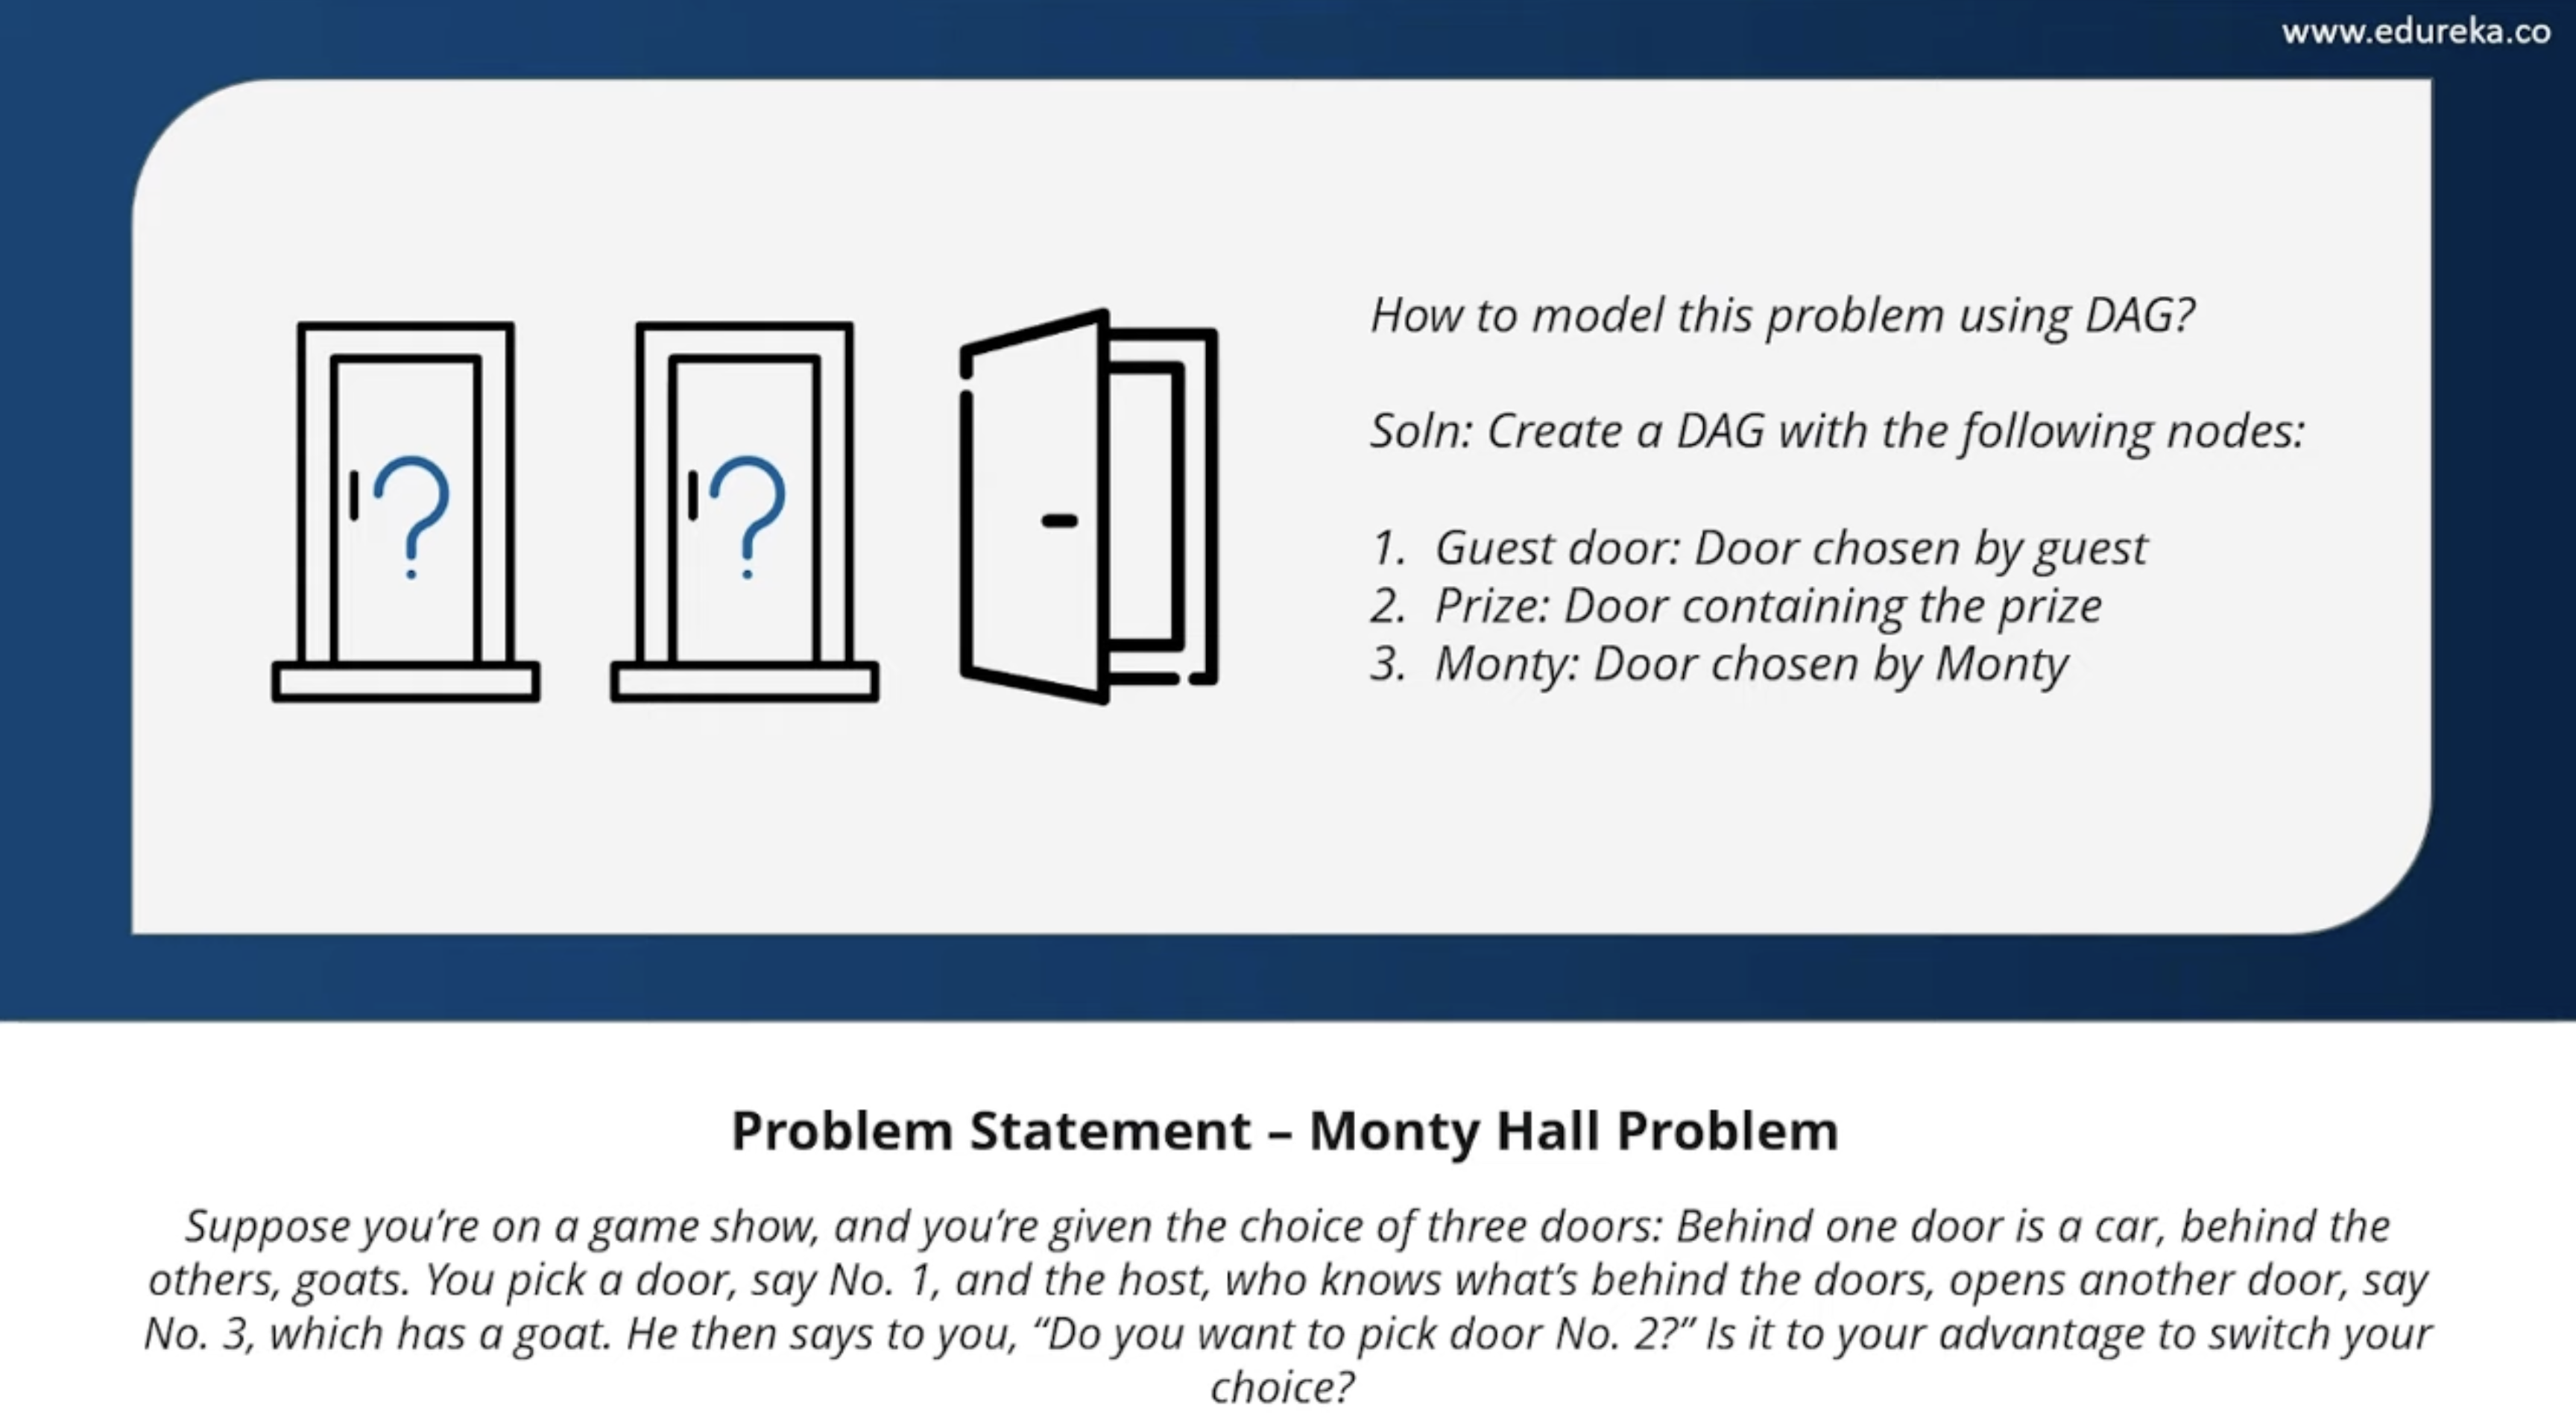 www.edureka.co
How to model this problem using DAG?
Soln: Create a DAG with the following nodes:
1. Guest door: Door chosen by guest
2. Prize: Door containing the prize
3. Monty: Door chosen by Monty
? ?
Problem Statement – Monty Hall Problem
Suppose you’re on a game show, and you’re given the choice of three doors: Behind one door is a car, behind the
others, goats. You pick a door, say No. 1, and the host, who knows what’s behind the doors, opens another door, say
No. 3, which has a goat. He then says to you, “Do you want to pick door No. 2?” Is it to your advantage to switch your
choice?